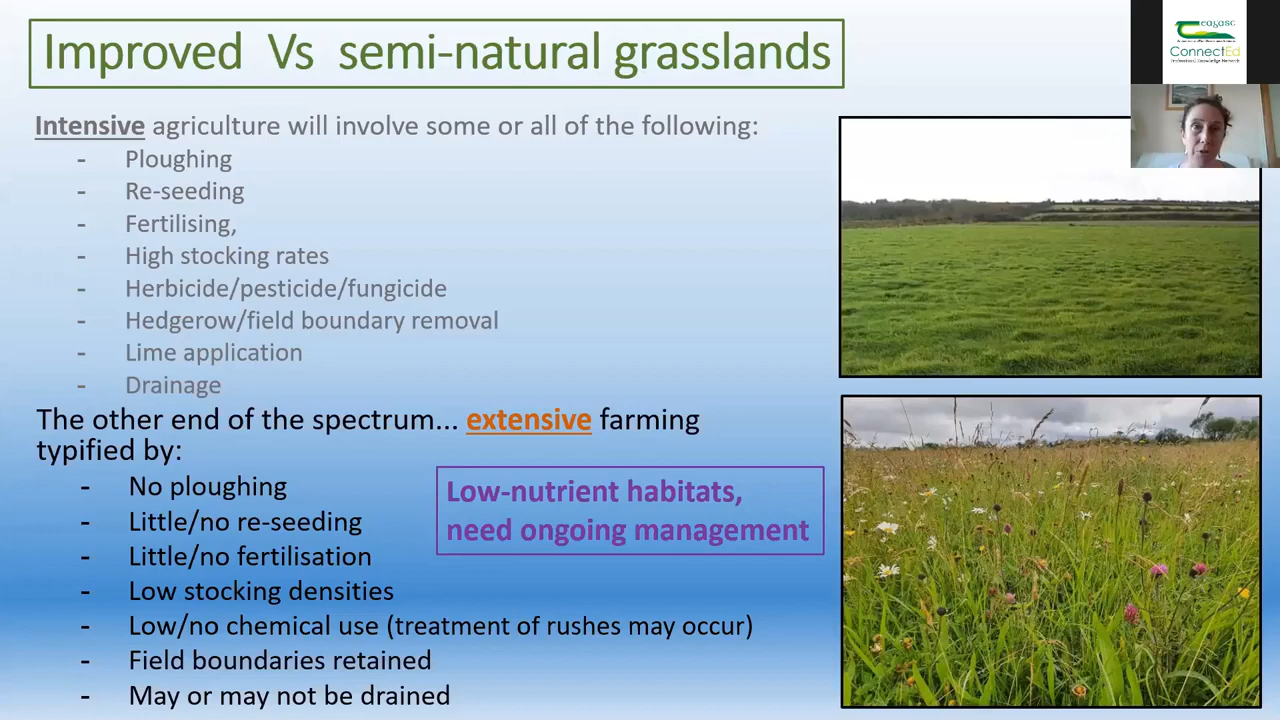 Improved Vs semi-natural grasslands
Intensive agriculture will involve some or all of the following:
- Ploughing
- Re-seeding
- Fertilising,
- High stocking rates
- Herbicide/pesticide/fungicide
- Hedgerow/field boundary removal
- Lime application
- Drainage
The other end of the spectrum... extensive farming
typified by:
- No ploughing
- Little/no re-seeding
- Little/no fertilisation
- Low stocking densities
- Low/no chemical use (treatment of rushes may occur)
- Field boundaries retained
- May or may not be drained
Low-nutrient habitats,
need ongoing management
eagasc
ConnectEd